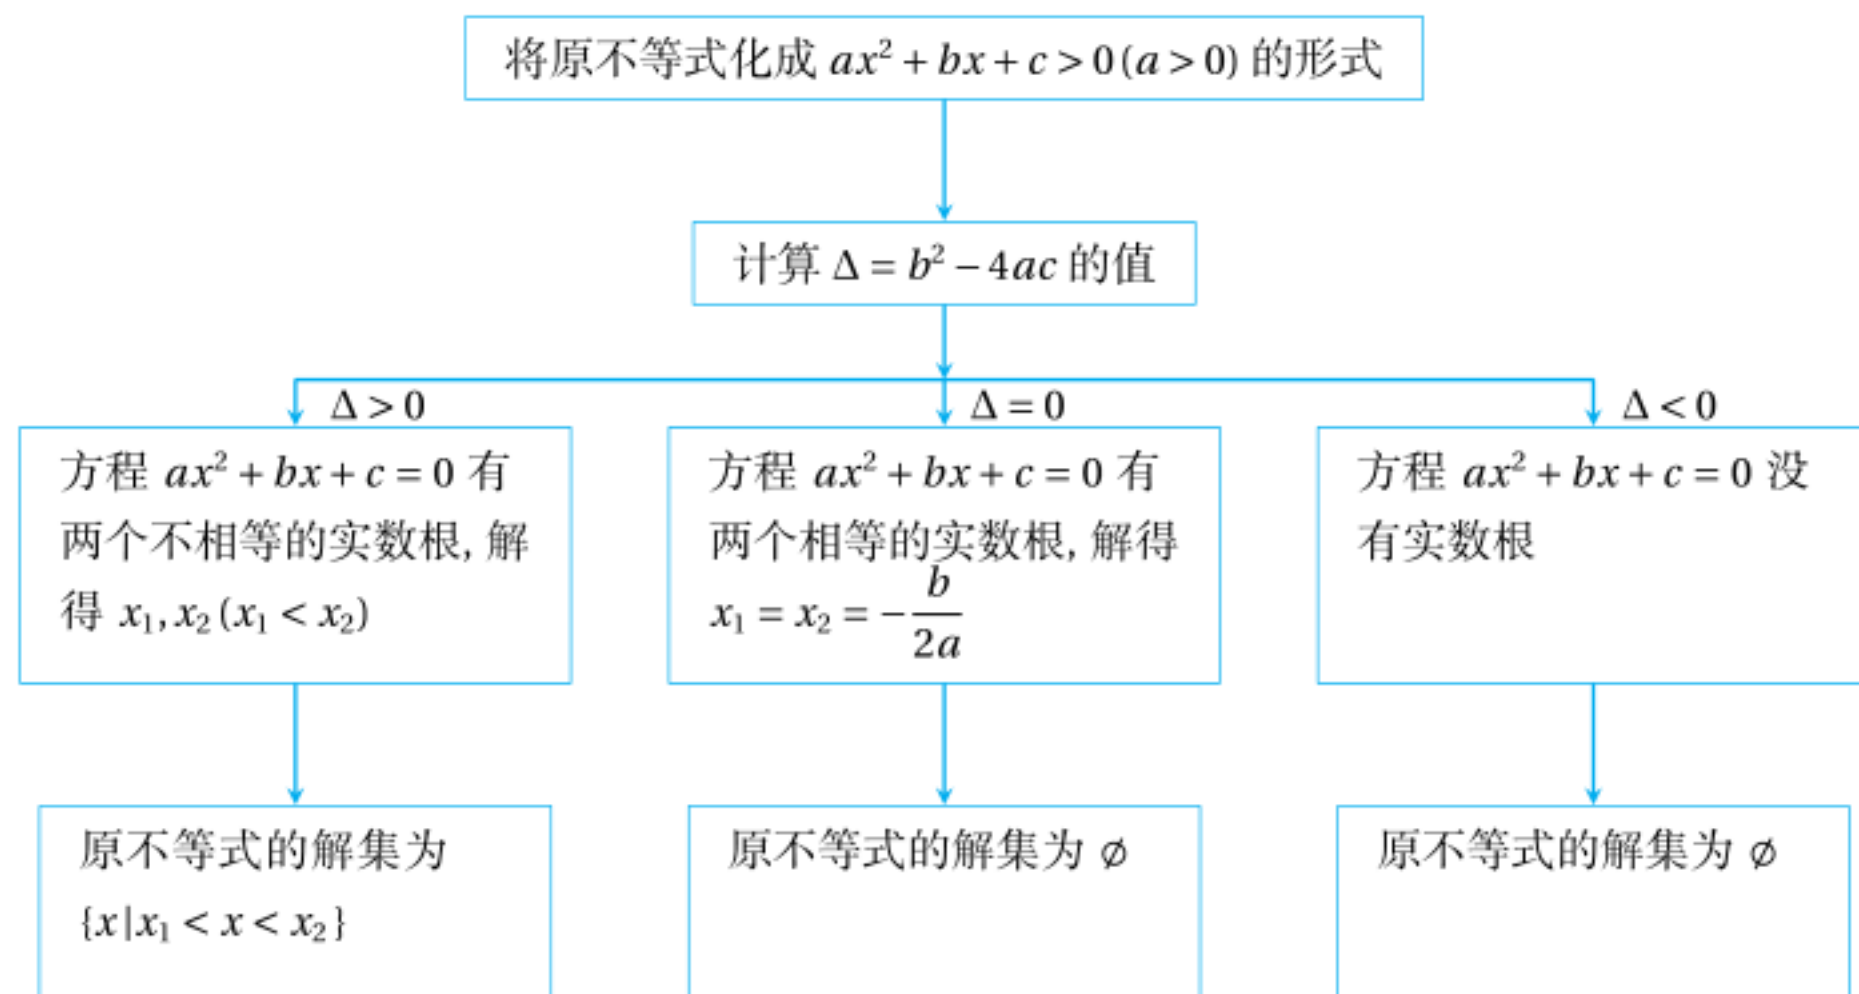 将原不等式化成 ax² + bx + c > 0 (a > 0) 的形式
计算 Δ = b² − 4ac 的值
Δ > 0
Δ = 0
Δ < 0
方程 ax² + bx + c = 0 有
两个不相等的实数根, 解
得 x₁, x₂ (x₁ < x₂)
方程 ax² + bx + c = 0 有
两个相等的实数根, 解得
x₁ = x₂ = −b/2a
方程 ax² + bx + c = 0 没
有实数根
原不等式的解集为
{x|x₁ < x < x₂}
原不等式的解集为 ∅
原不等式的解集为 ∅